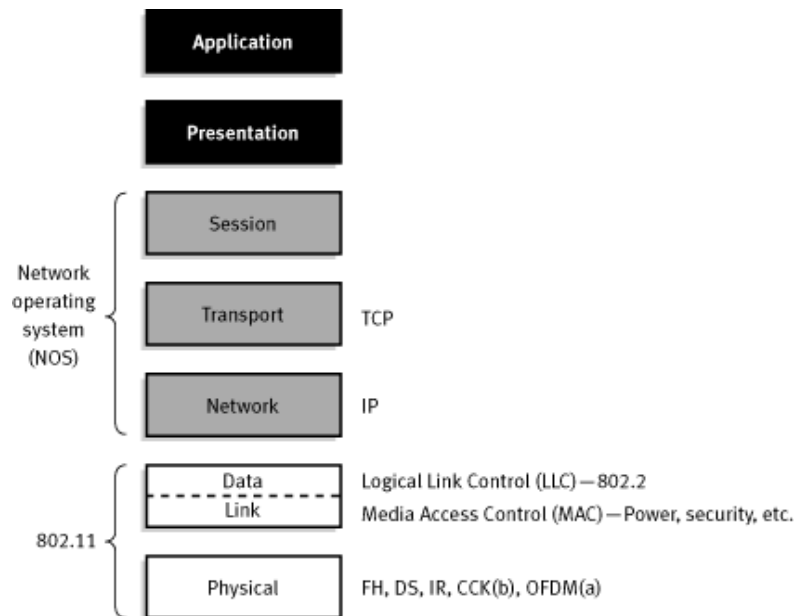 Application
Presentation
Session
Network
operating
system
(NOS)
Transport
TCP
Network
IP
Data
Logical Link Control (LLC)—802.2
Link
Media Access Control (MAC)—Power, security, etc.
802.11
Physical
FH, DS, IR, CCK(b), OFDM(a)